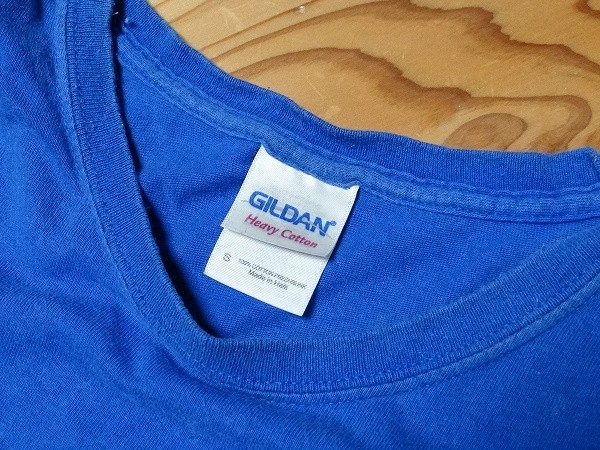 GILDAN
Heavy Cotton
S
100% COTTON PRESHRUNK
Made in Haiti